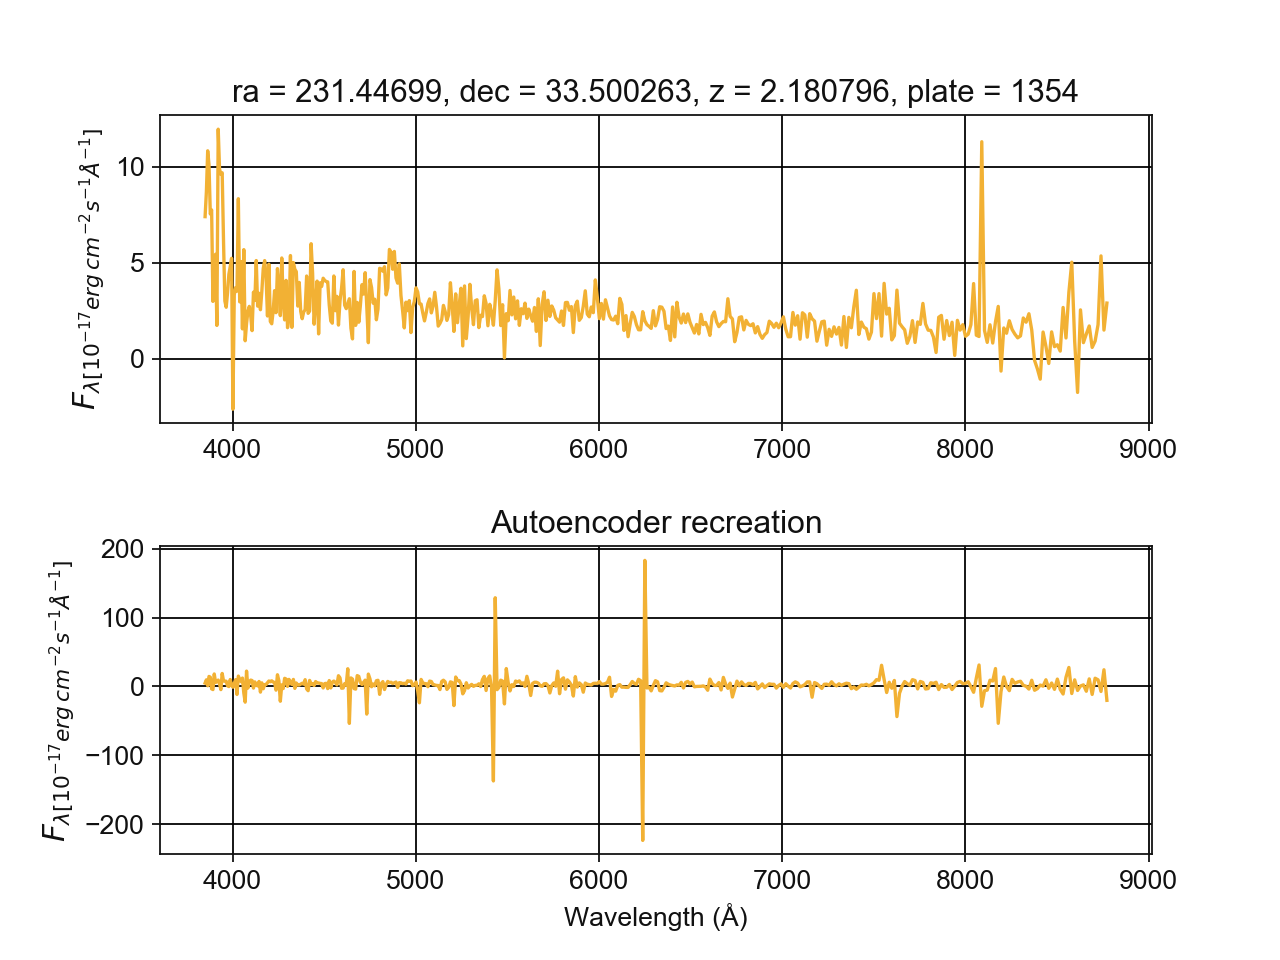 ra = 231.44699, dec = 33.500263, z = 2.180796, plate = 1354
F_λ[10^−17 erg cm^−2 s^−1 Å^−1]
10
5
0
4000 5000 6000 7000 8000 9000
Autoencoder recreation
F_λ[10^−17 erg cm^−2 s^−1 Å^−1]
200
100
0
−100
−200
4000 5000 6000 7000 8000 9000
Wavelength (Å)